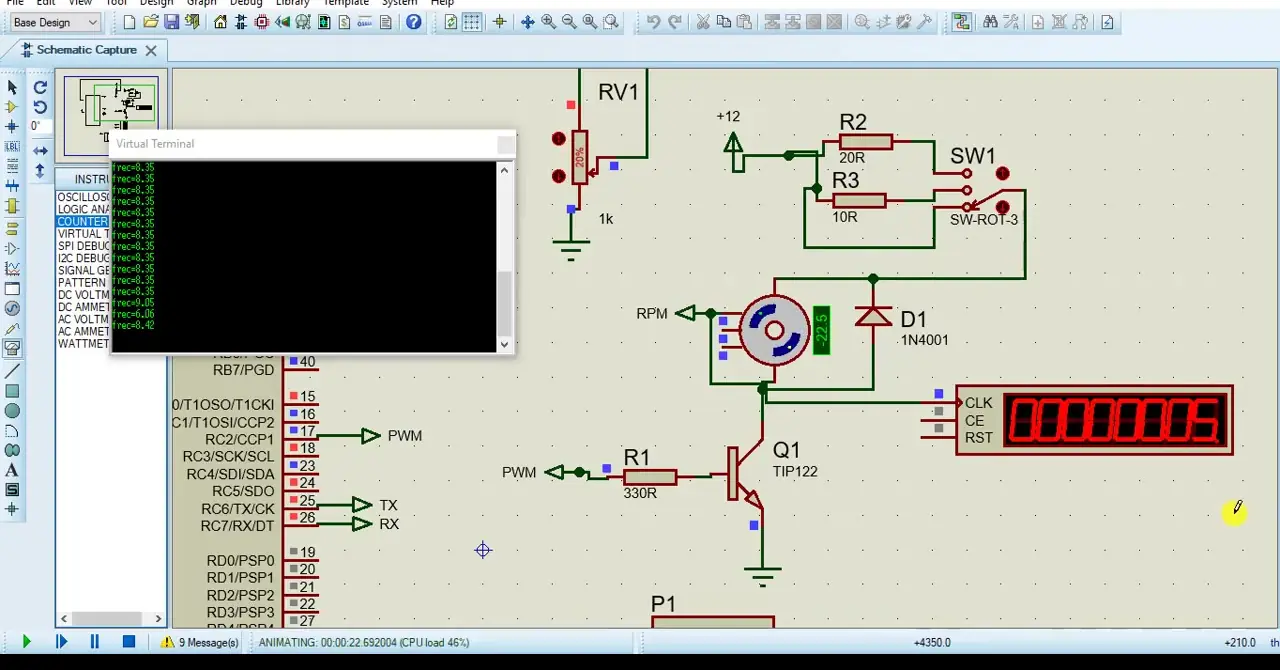 File Edit View Tool Design Graph Debug Library Template System Help
Base Design
Schematic Capture
0°
LBL
Virtual Terminal
frec=8.35
frec=8.35
frec=8.35
frec=8.35
frec=8.35
frec=8.35
frec=8.35
frec=8.35
frec=8.35
frec=8.35
frec=8.35
frec=8.35
frec=9.05
frec=6.06
frec=8.42
INSTRU
OSCILLOSC
LOGIC ANA
COUNTER
VIRTUAL T
SPI DEBUG
I2C DEBUG
SIGNAL GE
PATTERN
DC VOLTM
DC AMMET
AC VOLTM
AC AMMET
WATTMET
A
S
RV1
20%
1k
+12
R2
20R
R3
10R
SW1
SW-ROT-3
RPM
-22.5
D1
1N4001
CLK
CE
RST
00000005
PWM
R1
330R
Q1
TIP122
P1
40
RB7/PGD
15
0/T1OSO/T1CKI
16
C1/T1OSI/CCP2
17
RC2/CCP1
PWM
18
RC3/SCK/SCL
23
RC4/SDI/SDA
24
RC5/SDO
25
RC6/TX/CK
TX
26
RC7/RX/DT
RX
19
RD0/PSP0
20
RD1/PSP1
21
RD2/PSP2
22
RD3/PSP3
27
9 Message(s)
ANIMATING: 00:00:22.692004 (CPU load 46%)
+4350.0
+210.0
th